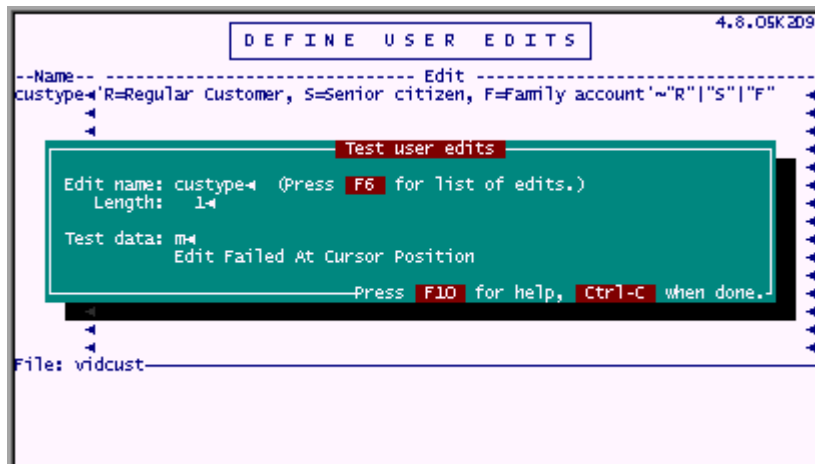 4.8.05K2D9
DEFINE USER EDITS
--Name-- -------------------------------- Edit -----------------------------------
custype◄'R=Regular Customer, S=Senior citizen, F=Family account'~"R"|"S"|"F" ◄
Test user edits
Edit name: custype◄ (Press F6 for list of edits.)
Length: 1◄
Test data: m◄
Edit Failed At Cursor Position
Press F10 for help, Ctrl-C when done.
File: vidcust